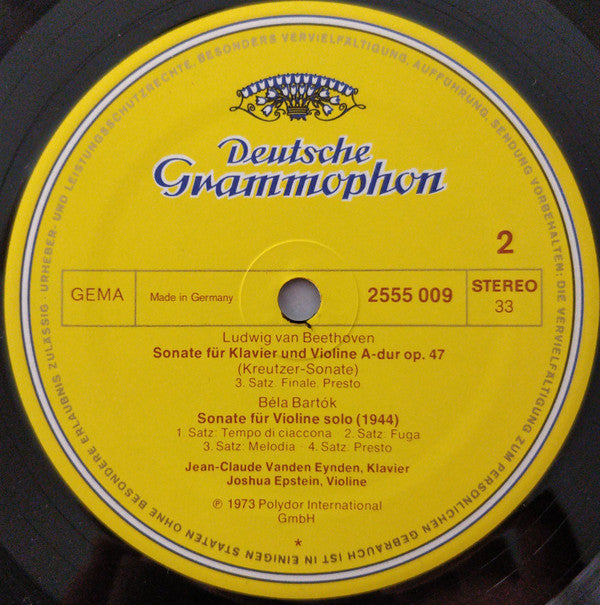 Deutsche
Grammophon
2
GEMA
Made in Germany
2555 009
STEREO
33
Ludwig van Beethoven
Sonate für Klavier und Violine A-dur op. 47
(Kreutzer-Sonate)
3. Satz. Finale. Presto
Béla Bartók
Sonate für Violine solo (1944)
1. Satz: Tempo di ciaccona 2. Satz: Fuga
3. Satz: Melodia - 4. Satz: Presto
Jean-Claude Vanden Eynden, Klavier
Joshua Epstein, Violine
℗ 1973 Polydor International
GmbH
*
URHEBER- UND LEISTUNGSSCHUTZRECHTE, BESONDERS VERVIELFÄLTIGUNG, AUFFÜHRUNG, SENDUNG VORBEHALTEN; DIE VERVIELFÄLTIGUNG ZUM PERSÖNLICHEN GEBRAUCH IST IN EINIGEN STAATEN OHNE BESONDERE ERLAUBNIS ZULÄSSIG ·